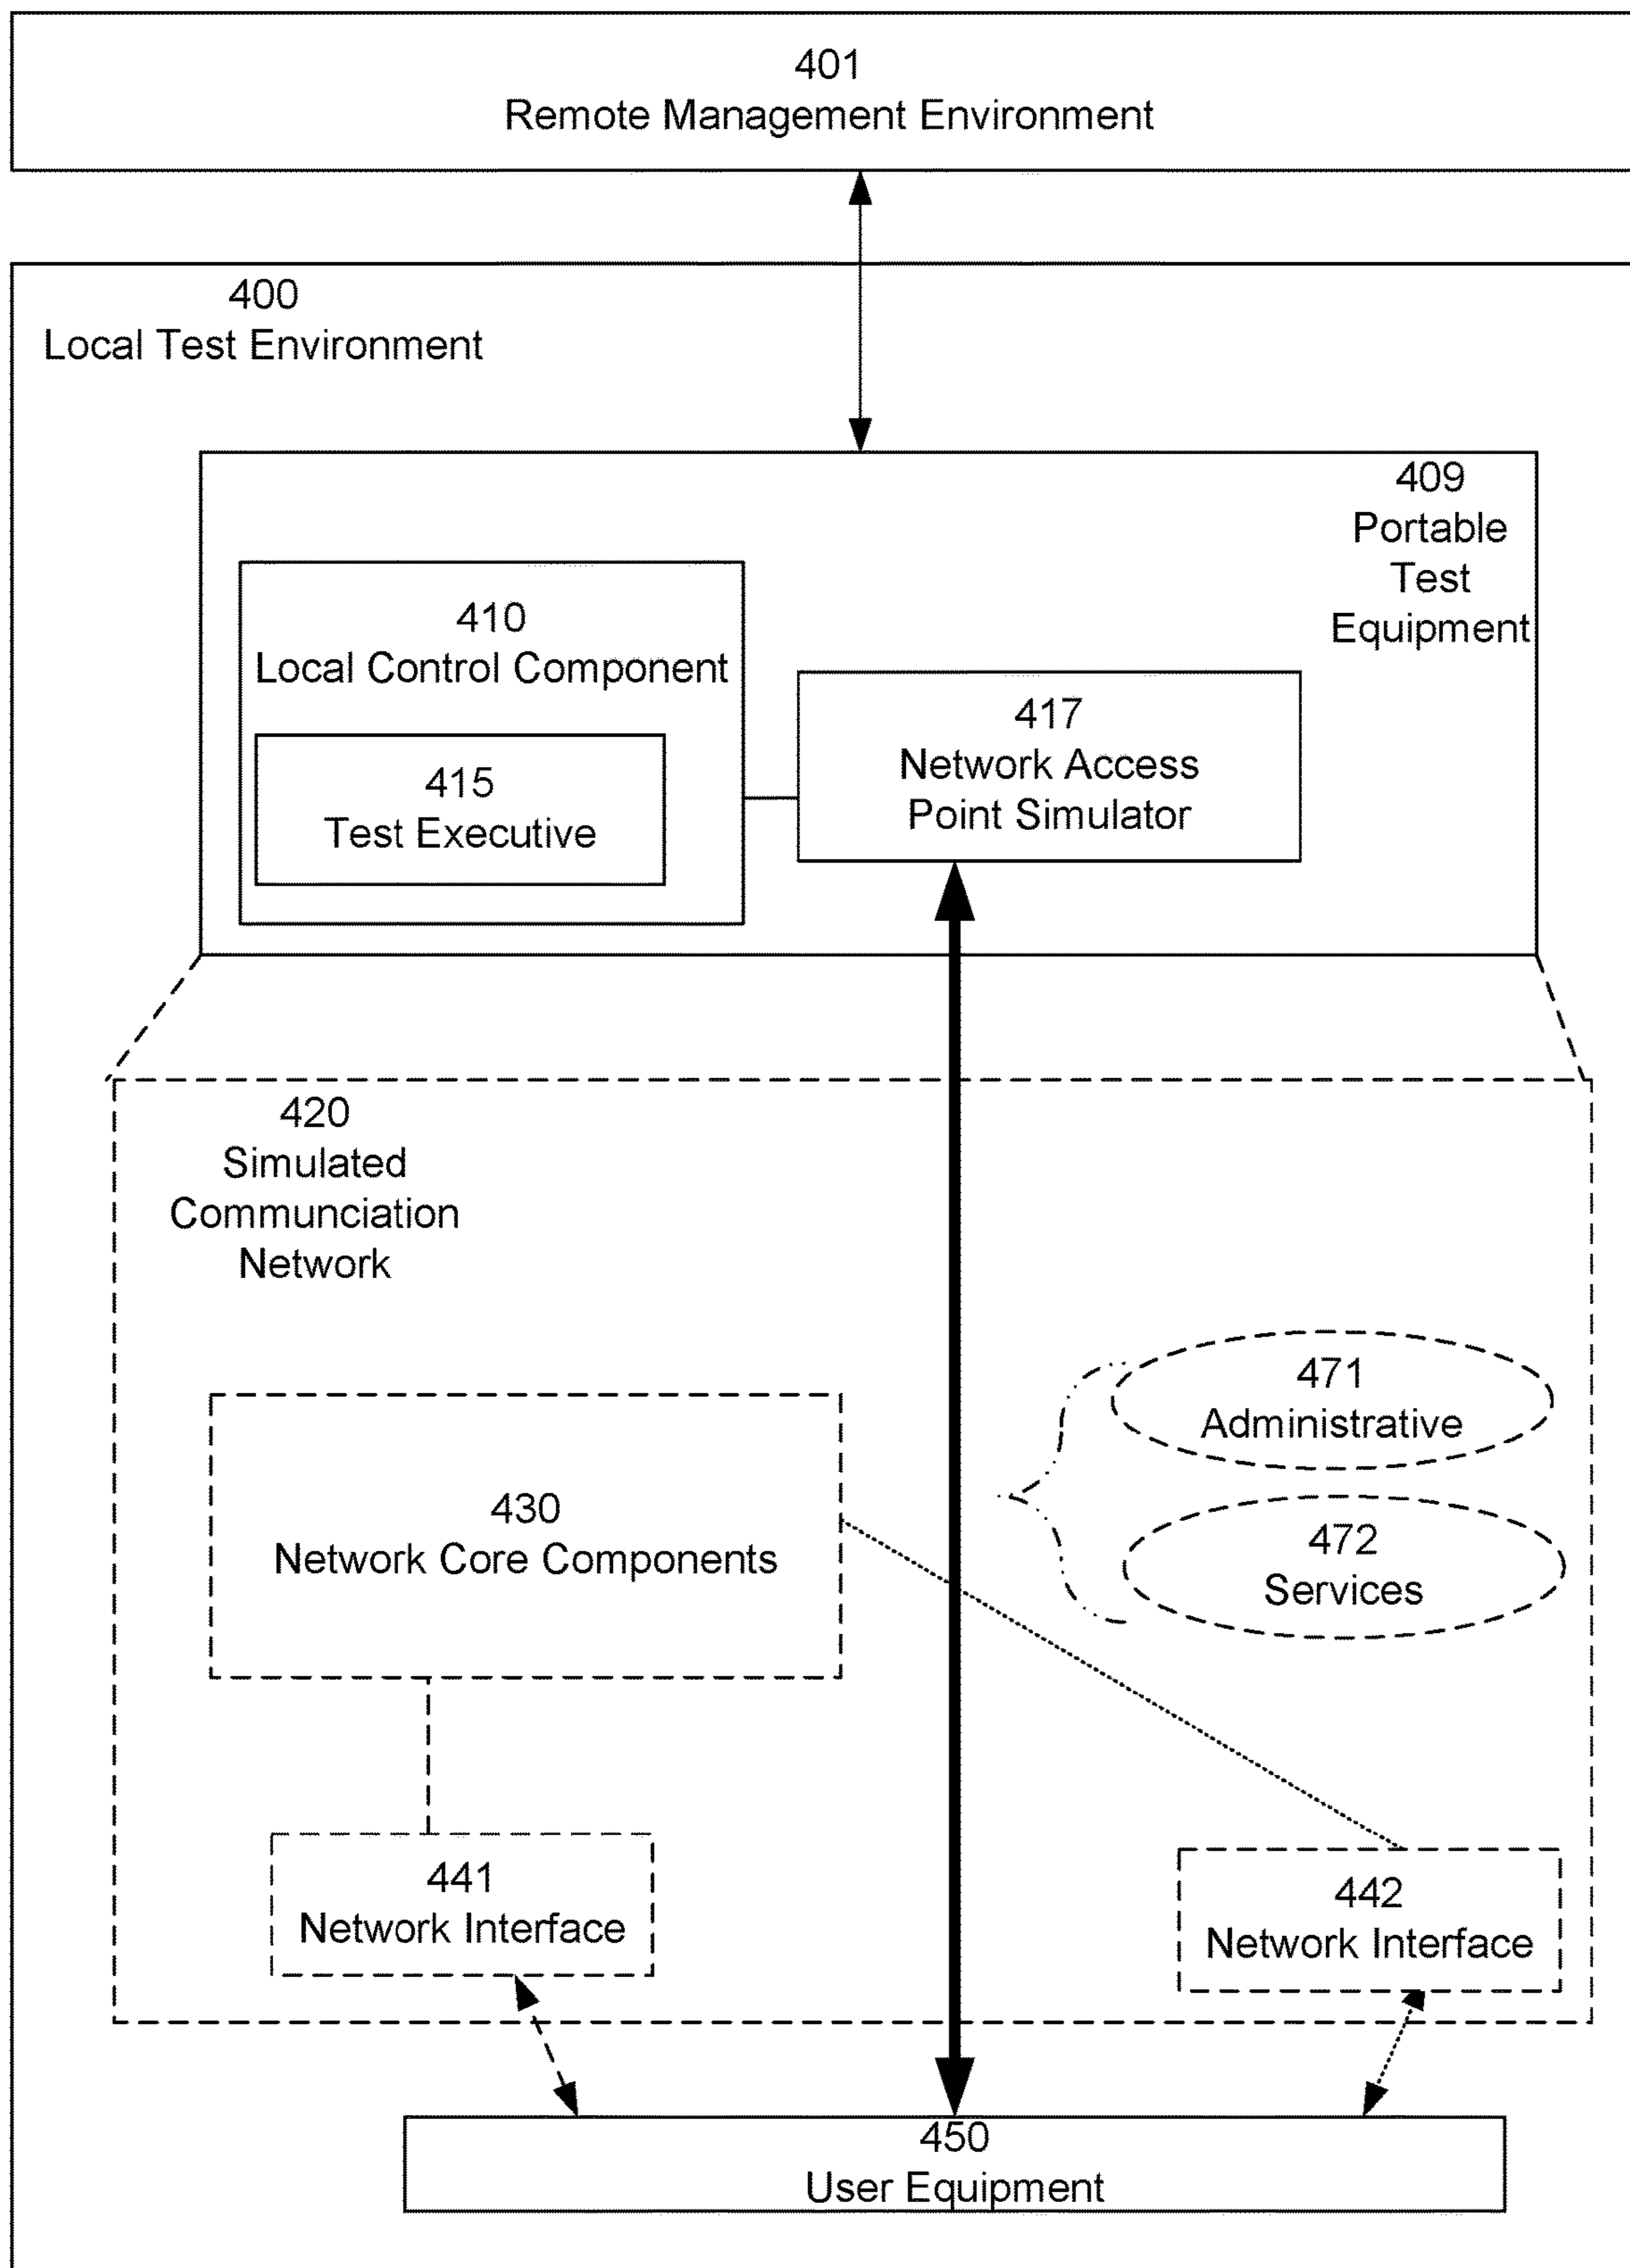 401
Remote Management Environment
400
Local Test Environment
409
Portable
Test
Equipment
410
Local Control Component
415
Test Executive
417
Network Access
Point Simulator
420
Simulated
Communciation
Network
471
Administrative
472
Services
430
Network Core Components
441
Network Interface
442
Network Interface
450
User Equipment